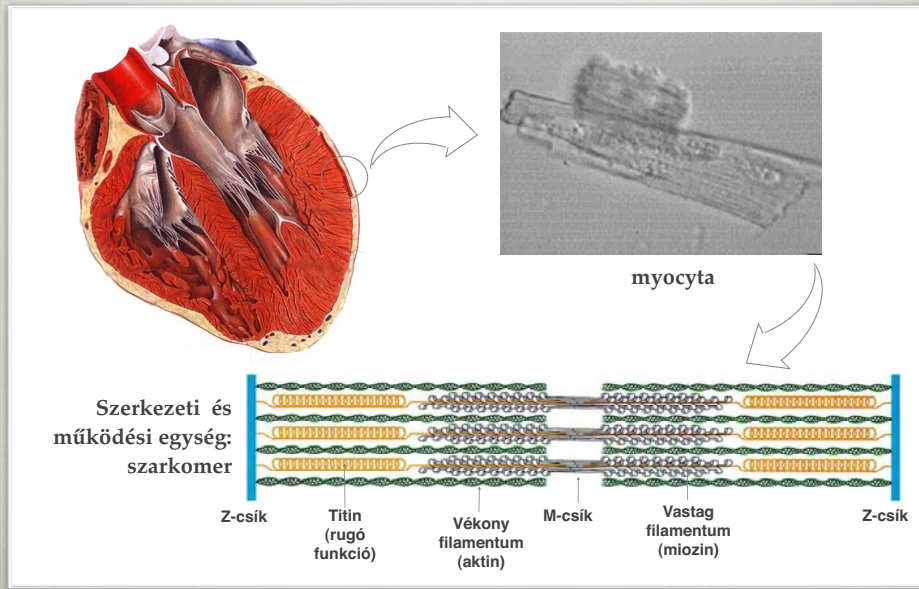 myocyta
Szerkezeti és
működési egység:
szarkomer
Z-csík
Titin
(rugó
funkció)
Vékony
filamentum
(aktin)
M-csík
Vastag
filamentum
(miozin)
Z-csík